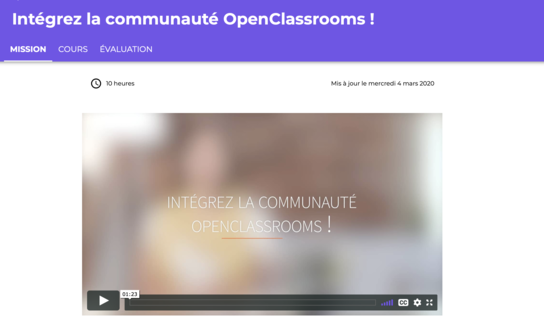 Intégrez la communauté OpenClassrooms !
MISSION COURS ÉVALUATION
10 heures Mis à jour le mercredi 4 mars 2020
INTÉGREZ LA COMMUNAUTÉ
OPENCLASSROOMS !
01:23
CC